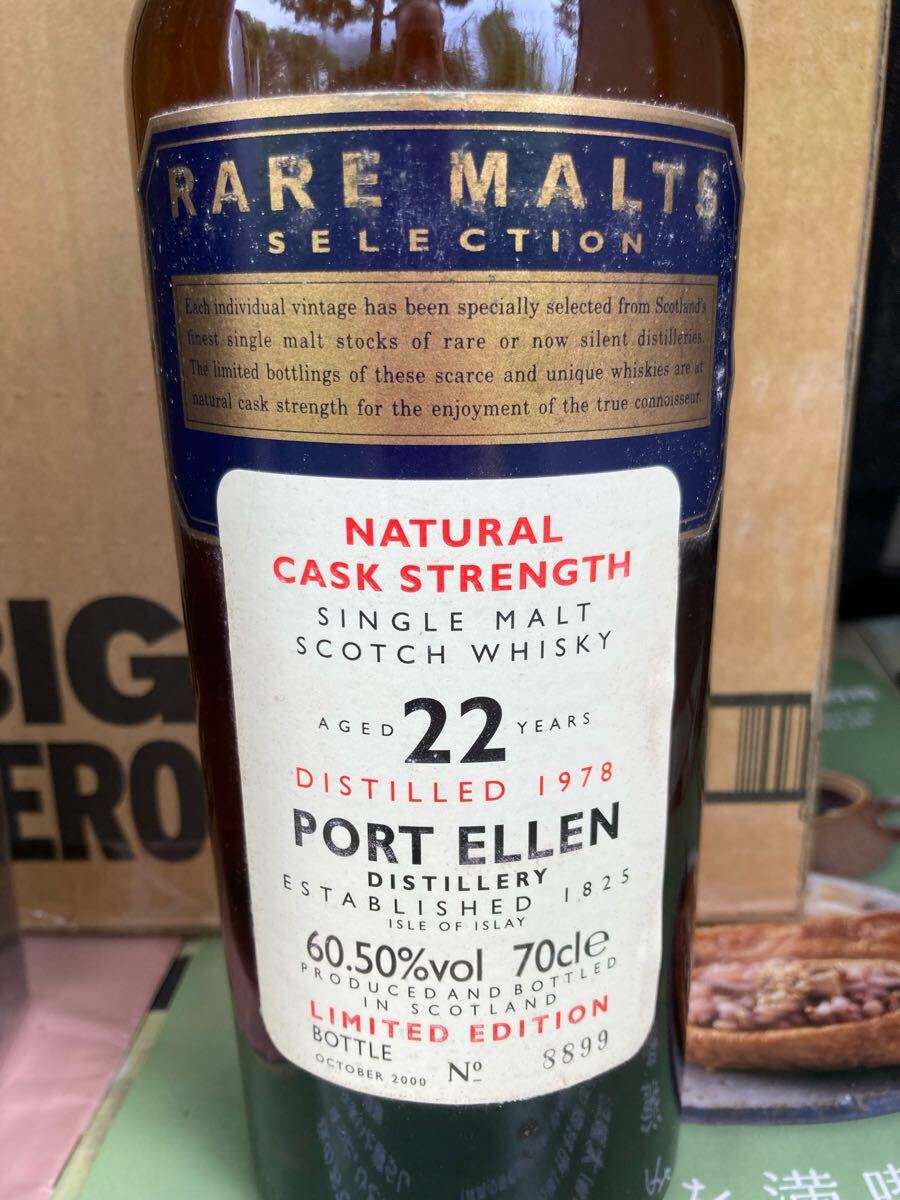 RARE MALTS
SELECTION
Each individual vintage has been specially selected from Scotland's
finest single malt stocks of rare or now silent distilleries.
The limited bottlings of these scarce and unique whiskies are at
natural cask strength for the enjoyment of the true connoisseur.
NATURAL
CASK STRENGTH
SINGLE MALT
SCOTCH WHISKY
AGED 22 YEARS
DISTILLED 1978
PORT ELLEN
DISTILLERY
ESTABLISHED 1825
ISLE OF ISLAY
60.50%vol 70cle
PRODUCED AND BOTTLED
IN SCOTLAND
LIMITED EDITION
BOTTLE
OCTOBER 2000 Nº 8899
BIG
ERO